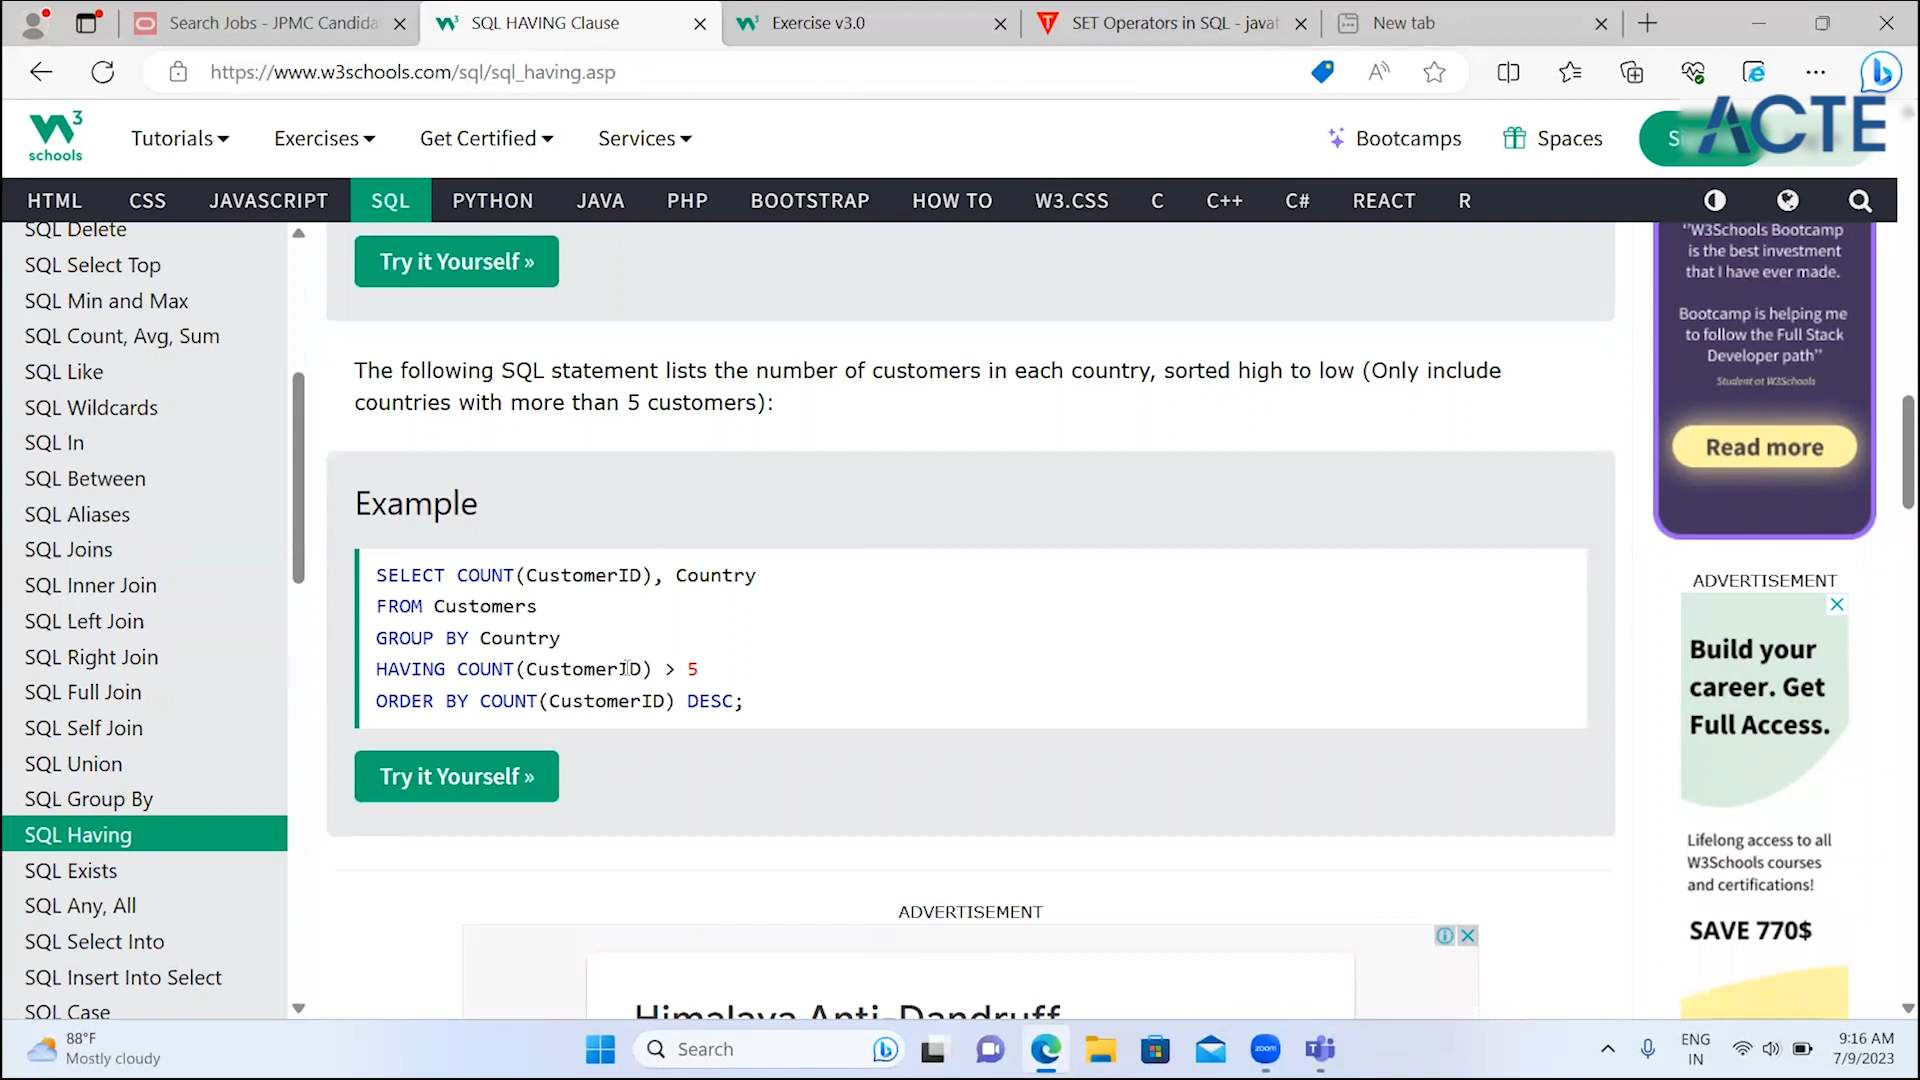 Search Jobs - JPMC Candida
SQL HAVING Clause
Exercise v3.0
SET Operators in SQL - javat
New tab
https://www.w3schools.com/sql/sql_having.asp
ACTE
schools
Tutorials
Exercises
Get Certified
Services
Bootcamps
Spaces
HTML
CSS
JAVASCRIPT
SQL
PYTHON
JAVA
PHP
BOOTSTRAP
HOW TO
W3.CSS
C
C++
C#
REACT
R
SQL Delete
SQL Select Top
SQL Min and Max
SQL Count, Avg, Sum
SQL Like
SQL Wildcards
SQL In
SQL Between
SQL Aliases
SQL Joins
SQL Inner Join
SQL Left Join
SQL Right Join
SQL Full Join
SQL Self Join
SQL Union
SQL Group By
SQL Having
SQL Exists
SQL Any, All
SQL Select Into
SQL Insert Into Select
SQL Case
Try it Yourself »
The following SQL statement lists the number of customers in each country, sorted high to low (Only include
countries with more than 5 customers):
Example
SELECT COUNT(CustomerID), Country
FROM Customers
GROUP BY Country
HAVING COUNT(CustomerID) > 5
ORDER BY COUNT(CustomerID) DESC;
Try it Yourself »
ADVERTISEMENT
Himalaya Anti-Dandruff
"W3Schools Bootcamp
is the best investment
that I have ever made.
Bootcamp is helping me
to follow the Full Stack
Developer path"
Student at W3Schools
Read more
ADVERTISEMENT
Build your
career. Get
Full Access.
Lifelong access to all
W3Schools courses
and certifications!
SAVE 770$
88°F
Mostly cloudy
Search
zoom
ENG
IN
9:16 AM
7/9/2023